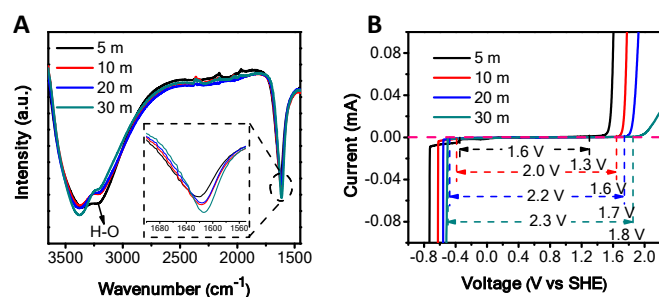 A
5 m
10 m
20 m
30 m
H-O
1680 1640 1600 1560
3500 3000 2500 2000 1500
Wavenumber (cm-1)
Intensity (a.u.)
B
5 m
10 m
20 m
30 m
1.6 V
1.3 V
2.0 V
1.6 V
2.2 V
1.7 V
2.3 V
1.8 V
0.08
0.04
0.00
-0.04
-0.08
-0.8 -0.4 0.0 0.4 0.8 1.2 1.6 2.0
Voltage (V vs SHE)
Current (mA)